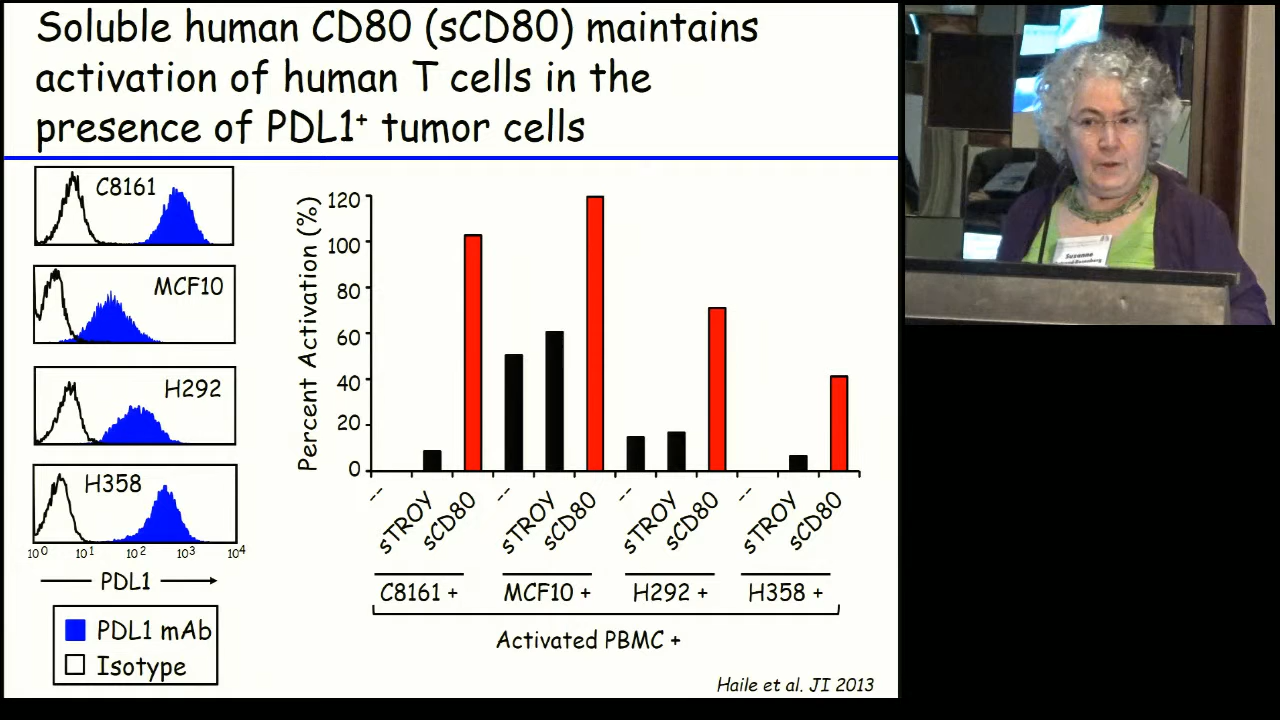 Soluble human CD80 (sCD80) maintains
activation of human T cells in the
presence of PDL1⁺ tumor cells
C8161
MCF10
H292
H358
10⁰ 10¹ 10² 10³ 10⁴
PDL1
PDL1 mAb
Isotype
Percent Activation (%)
120
100
80
60
40
20
0
-- sTROY sCD80 -- sTROY sCD80 -- sTROY sCD80 -- sTROY sCD80
C8161 + MCF10 + H292 + H358 +
Activated PBMC +
Haile et al. JI 2013
Suzanne